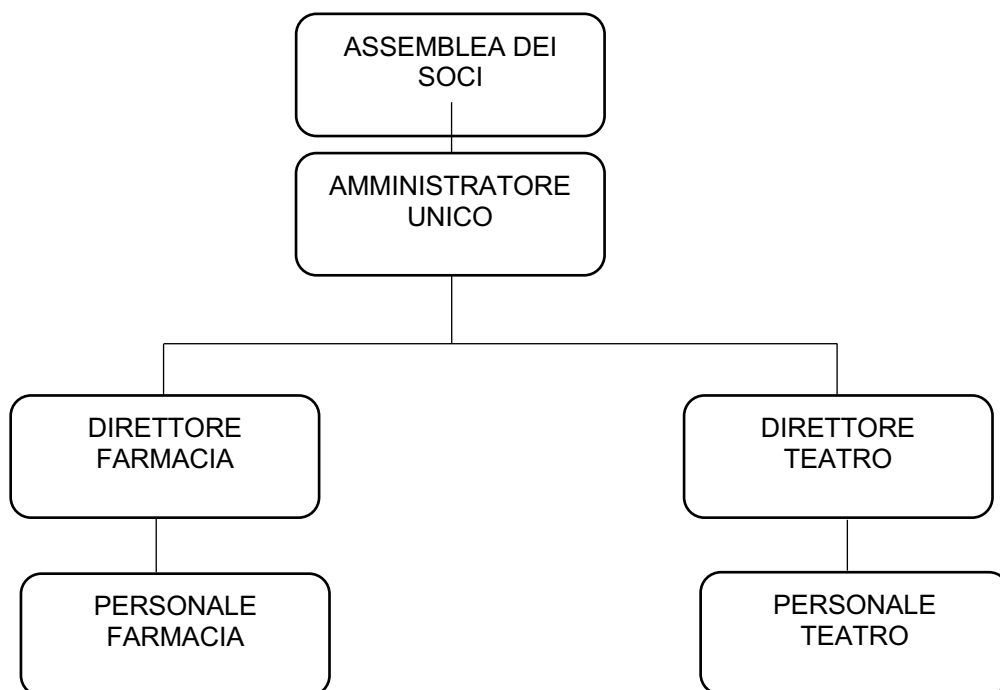 ASSEMBLEA DEI
SOCI
AMMINISTRATORE
UNICO
DIRETTORE
FARMACIA
DIRETTORE
TEATRO
PERSONALE
FARMACIA
PERSONALE
TEATRO